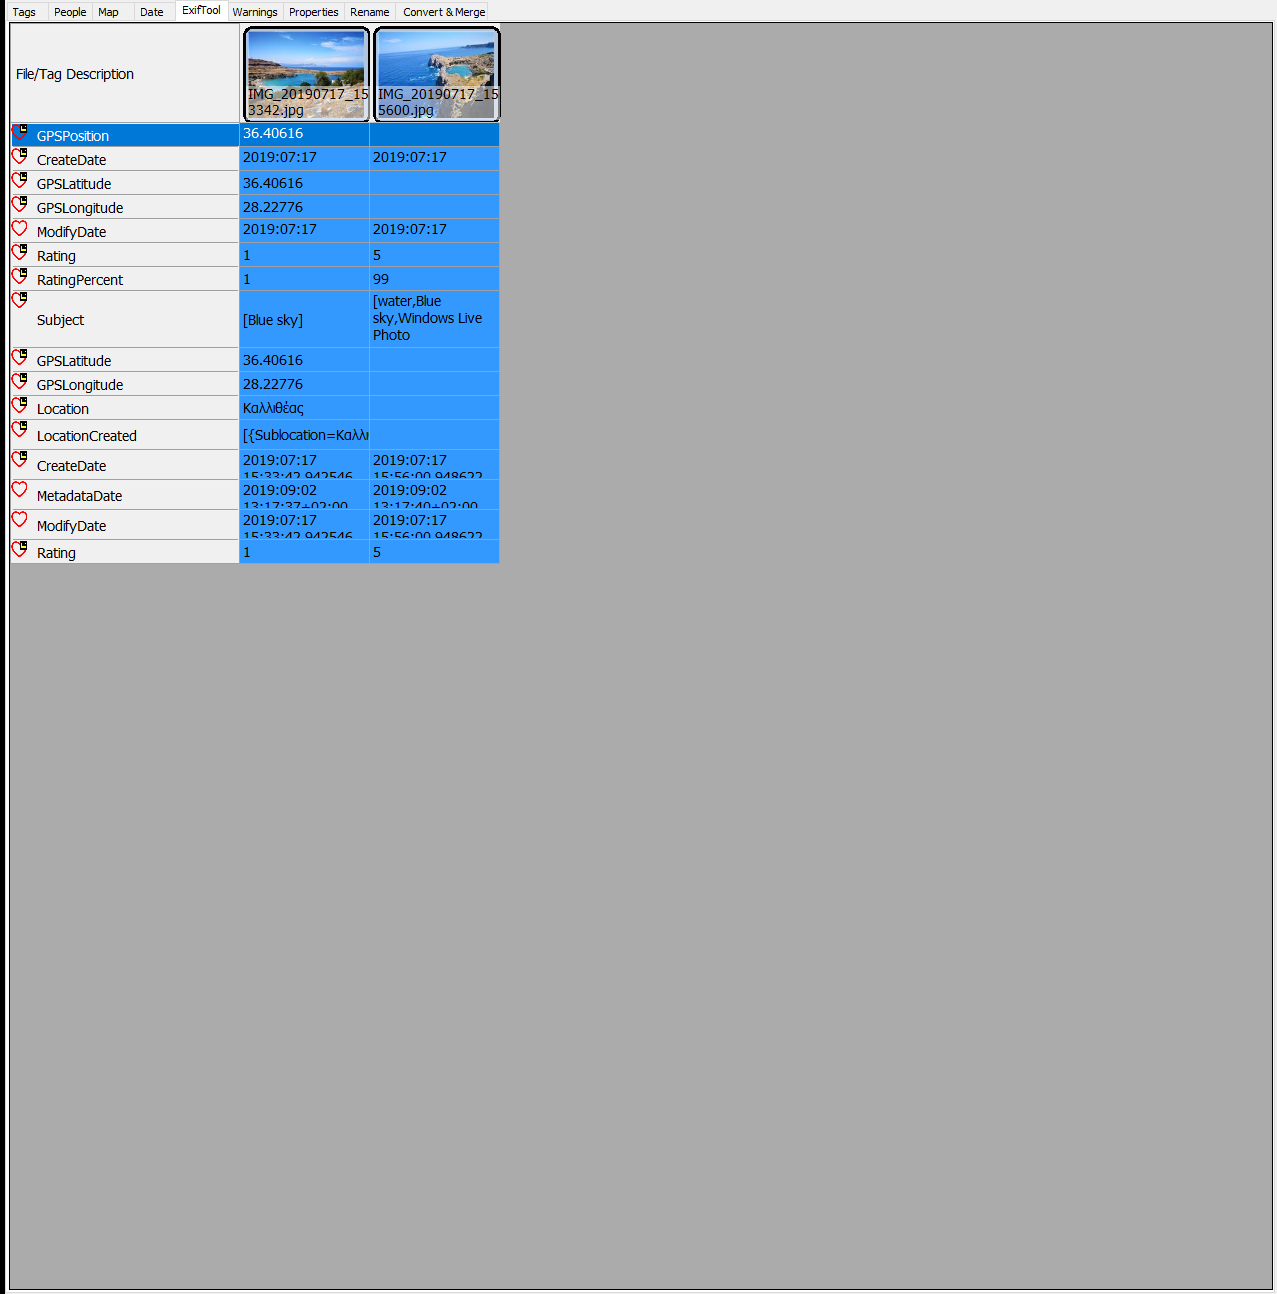 Tags People Map Date ExifTool Warnings Properties Rename Convert & Merge
File/Tag Description
IMG_20190717_15
3342.jpg
IMG_20190717_15
5600.jpg
GPSPosition 36.40616
CreateDate 2019:07:17 2019:07:17
GPSLatitude 36.40616
GPSLongitude 28.22776
ModifyDate 2019:07:17 2019:07:17
Rating 1 5
RatingPercent 1 99
Subject [Blue sky]
[water,Blue
sky,Windows Live
Photo
GPSLatitude 36.40616
GPSLongitude 28.22776
Location Καλλιθέας
LocationCreated [{Sublocation=Καλλι
CreateDate
2019:07:17
15:33:42.942546
2019:07:17
15:56:00.948622
MetadataDate
2019:09:02
13:17:37+02:00
2019:09:02
13:17:40+02:00
ModifyDate
2019:07:17
15:33:42.942546
2019:07:17
15:56:00.948622
Rating 1 5